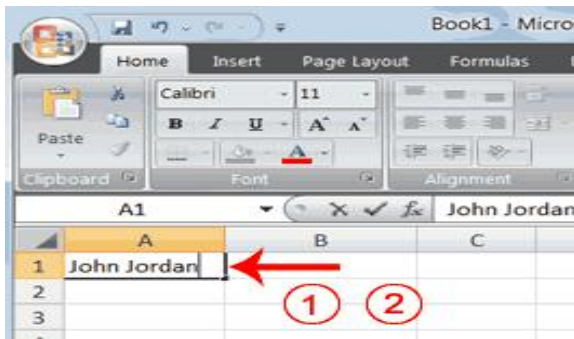 Book1 - Micro
Home Insert Page Layout Formulas
Calibri 11
B I U A A
Paste A
Clipboard Font Alignment
A1 fx John Jordan
A B C
1 John Jordan
2 1 2
3